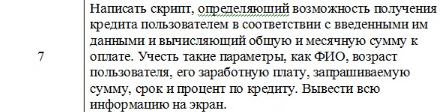 Написать скрипт, определяющий возможность получения
кредита пользователем в соответствии с введенными им
данными и вычисляющий общую и месячную сумму к
7 оплате. Учесть такие параметры, как ФИО, возраст
пользователя, его заработную плату, запрашиваемую
сумму, срок и процент по кредиту. Вывести всю
информацию на экран.